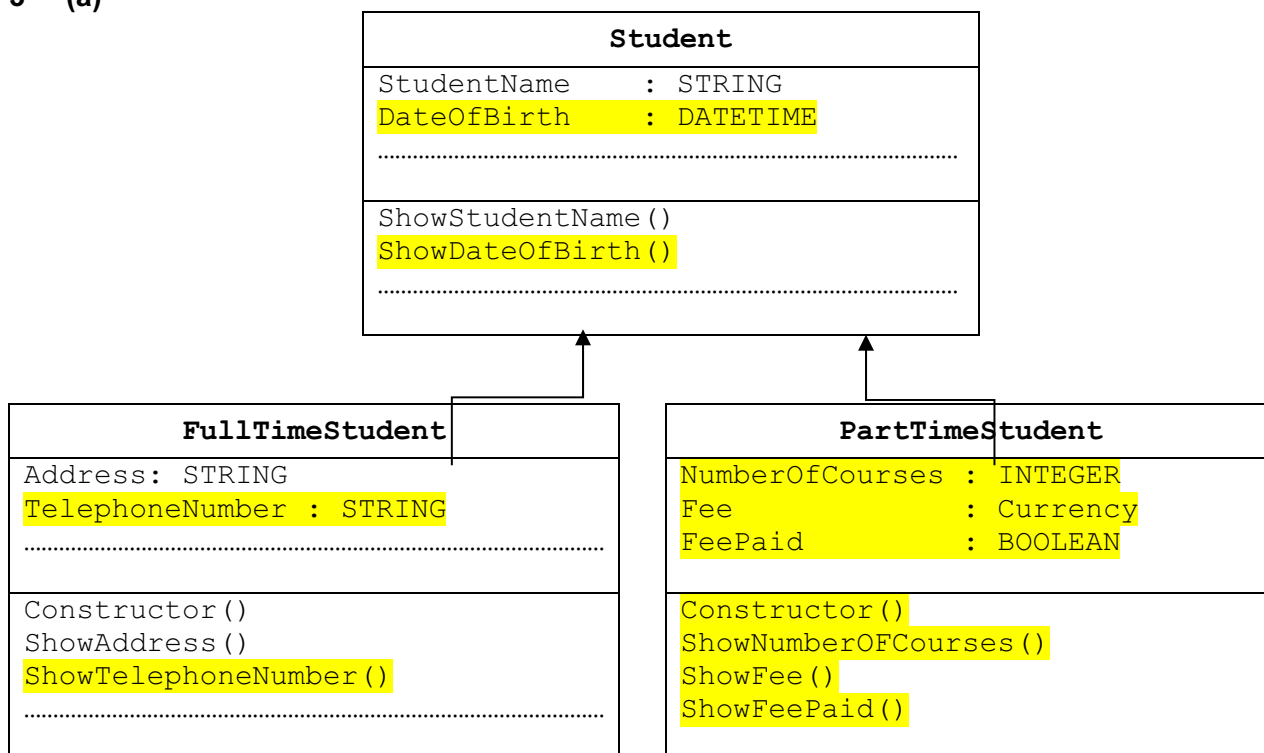 (a)
Student
StudentName : STRING
DateOfBirth : DATETIME
ShowStudentName()
ShowDateOfBirth()
FullTimeStudent
Address: STRING
TelephoneNumber : STRING
Constructor()
ShowAddress()
ShowTelephoneNumber()
PartTimeStudent
NumberOfCourses : INTEGER
Fee : Currency
FeePaid : BOOLEAN
Constructor()
ShowNumberOFCourses()
ShowFee()
ShowFeePaid()